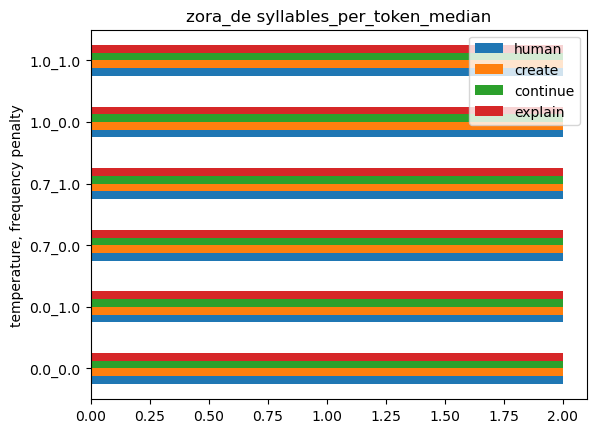 zora_de syllables_per_token_median
temperature, frequency penalty
1.0_1.0
1.0_0.0
0.7_1.0
0.7_0.0
0.0_1.0
0.0_0.0
human
create
continue
explain
0.00 0.25 0.50 0.75 1.00 1.25 1.50 1.75 2.00